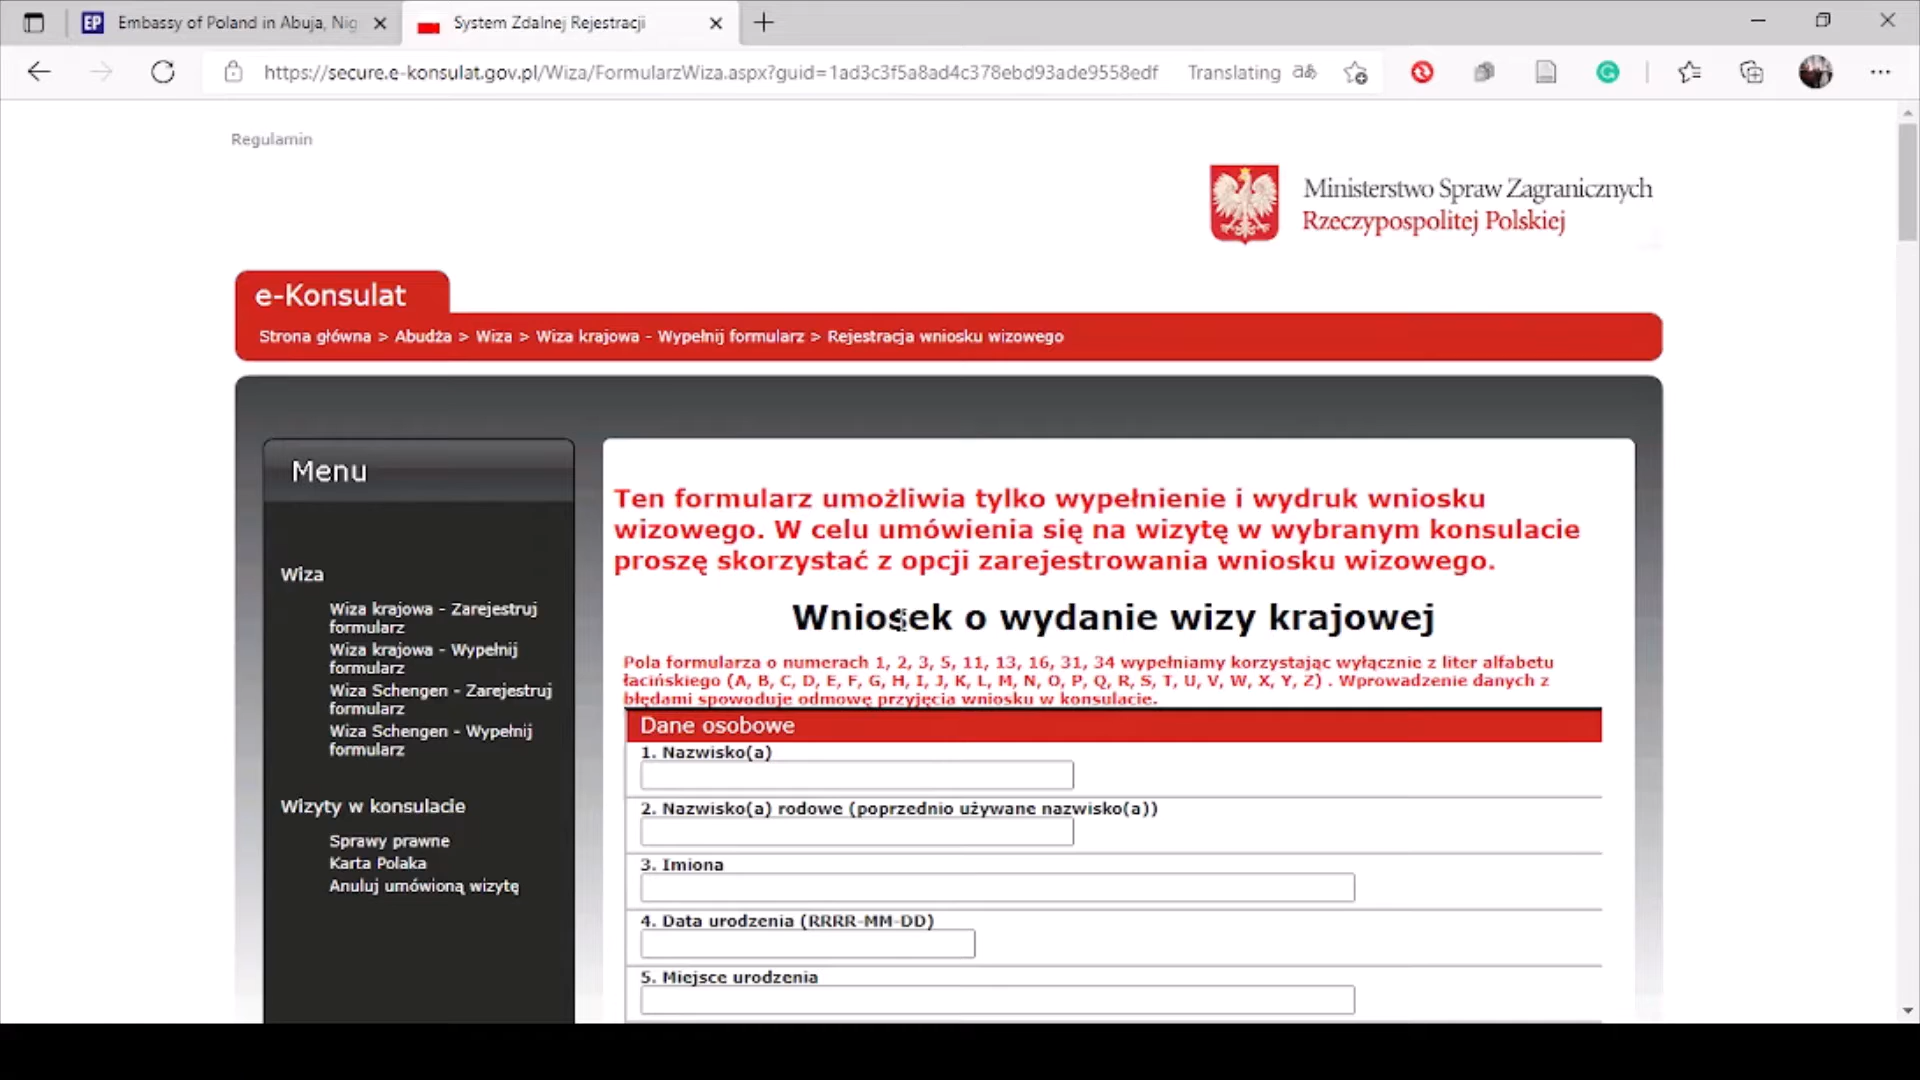 Embassy of Poland in Abuja, Nig
System Zdalnej Rejestracji
https://secure.e-konsulat.gov.pl/Wiza/FormularzWiza.aspx?guid=1ad3c3f5a8ad4c378ebd93ade9558edf
Translating
Regulamin
Ministerstwo Spraw Zagranicznych
Rzeczypospolitej Polskiej
e-Konsulat
Strona główna > Abudża > Wiza > Wiza krajowa - Wypełnij formularz > Rejestracja wniosku wizowego
Menu
Wiza
Wiza krajowa - Zarejestruj
formularz
Wiza krajowa - Wypełnij
formularz
Wiza Schengen - Zarejestruj
formularz
Wiza Schengen - Wypełnij
formularz
Wizyty w konsulacie
Sprawy prawne
Karta Polaka
Anuluj umówioną wizytę
Ten formularz umożliwia tylko wypełnienie i wydruk wniosku
wizowego. W celu umówienia się na wizytę w wybranym konsulacie
proszę skorzystać z opcji zarejestrowania wniosku wizowego.
Wniosek o wydanie wizy krajowej
Pola formularza o numerach 1, 2, 3, 5, 11, 13, 16, 31, 34 wypełniamy korzystając wyłącznie z liter alfabetu
łacińskiego (A, B, C, D, E, F, G, H, I, J, K, L, M, N, O, P, Q, R, S, T, U, V, W, X, Y, Z) . Wprowadzenie danych z
błędami spowoduje odmowę przyjęcia wniosku w konsulacie.
Dane osobowe
1. Nazwisko(a)
2. Nazwisko(a) rodowe (poprzednio używane nazwisko(a))
3. Imiona
4. Data urodzenia (RRRR-MM-DD)
5. Miejsce urodzenia